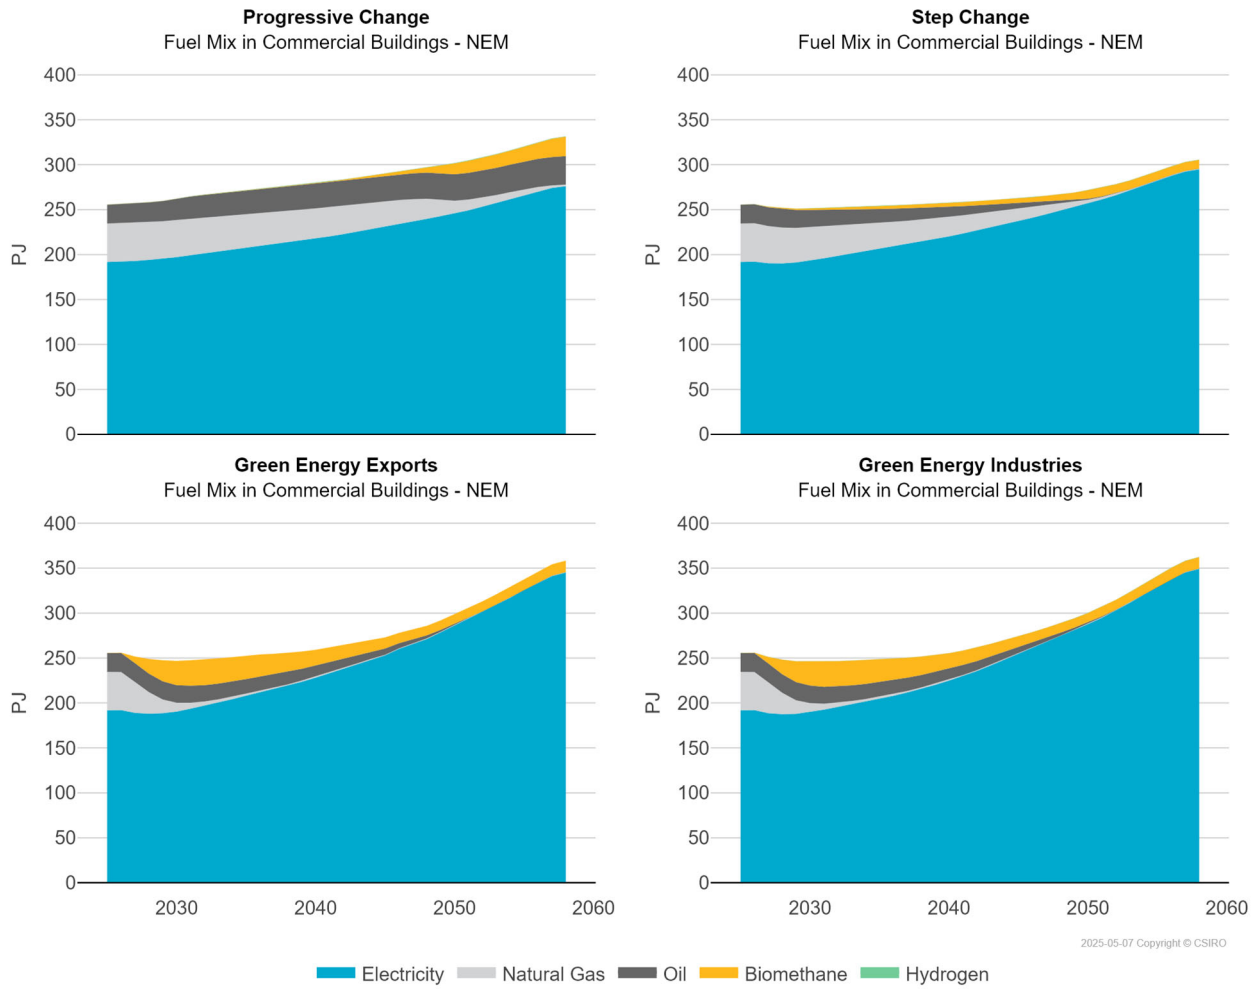 Progressive Change
Fuel Mix in Commercial Buildings - NEM
400
350
300
250
200
150
100
50
0
PJ
Step Change
Fuel Mix in Commercial Buildings - NEM
400
350
300
250
200
150
100
50
0
PJ
Green Energy Exports
Fuel Mix in Commercial Buildings - NEM
400
350
300
250
200
150
100
50
0
PJ
2030 2040 2050 2060
Green Energy Industries
Fuel Mix in Commercial Buildings - NEM
400
350
300
250
200
150
100
50
0
PJ
2030 2040 2050 2060
2025-05-07 Copyright © CSIRO
Electricity Natural Gas Oil Biomethane Hydrogen